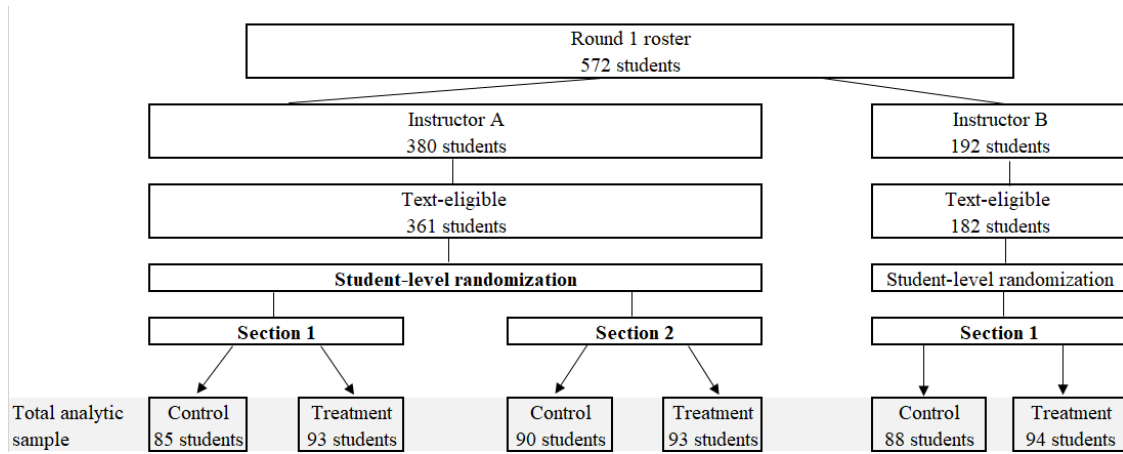 Round 1 roster
572 students
Instructor A
380 students
Instructor B
192 students
Text-eligible
361 students
Text-eligible
182 students
Student-level randomization
Student-level randomization
Section 1
Section 2
Section 1
Total analytic
sample
Control
85 students
Treatment
93 students
Control
90 students
Treatment
93 students
Control
88 students
Treatment
94 students